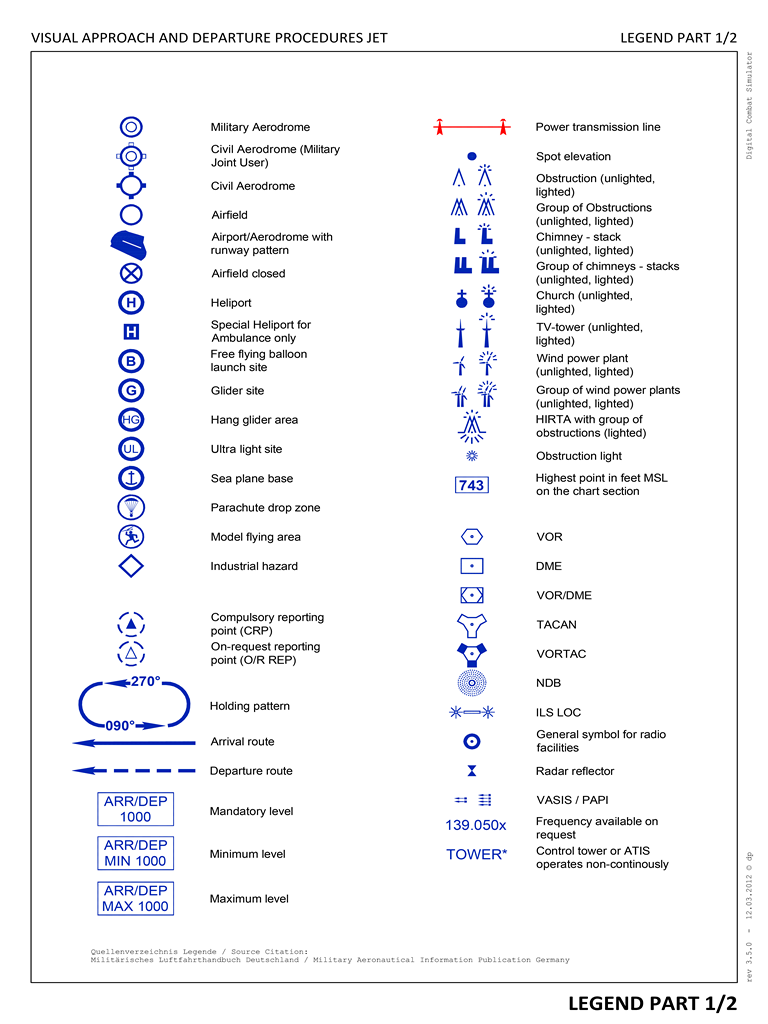 VISUAL APPROACH AND DEPARTURE PROCEDURES JET
LEGEND PART 1/2
Digital Combat Simulator
Military Aerodrome
Civil Aerodrome (Military
Joint User)
Civil Aerodrome
Airfield
Airport/Aerodrome with
runway pattern
Airfield closed
H
Heliport
H
Special Heliport for
Ambulance only
B
Free flying balloon
launch site
G
Glider site
HG
Hang glider area
UL
Ultra light site
Sea plane base
Parachute drop zone
Model flying area
Industrial hazard
Compulsory reporting
point (CRP)
On-request reporting
point (O/R REP)
270°
090°
Holding pattern
Arrival route
Departure route
ARR/DEP
1000
Mandatory level
ARR/DEP
MIN 1000
Minimum level
ARR/DEP
MAX 1000
Maximum level
Power transmission line
Spot elevation
Obstruction (unlighted,
lighted)
Group of Obstructions
(unlighted, lighted)
Chimney - stack
(unlighted, lighted)
Group of chimneys - stacks
(unlighted, lighted)
Church (unlighted,
lighted)
TV-tower (unlighted,
lighted)
Wind power plant
(unlighted, lighted)
Group of wind power plants
(unlighted, lighted)
HIRTA with group of
obstructions (lighted)
Obstruction light
743
Highest point in feet MSL
on the chart section
VOR
DME
VOR/DME
TACAN
VORTAC
NDB
ILS LOC
General symbol for radio
facilities
Radar reflector
VASIS / PAPI
139.050x
Frequency available on
request
TOWER*
Control tower or ATIS
operates non-continously
Quellenverzeichnis Legende / Source Citation:
Militärisches Luftfahrthandbuch Deutschland / Military Aeronautical Information Publication Germany
rev 3.5.0 - 12.03.2012 © dp
LEGEND PART 1/2